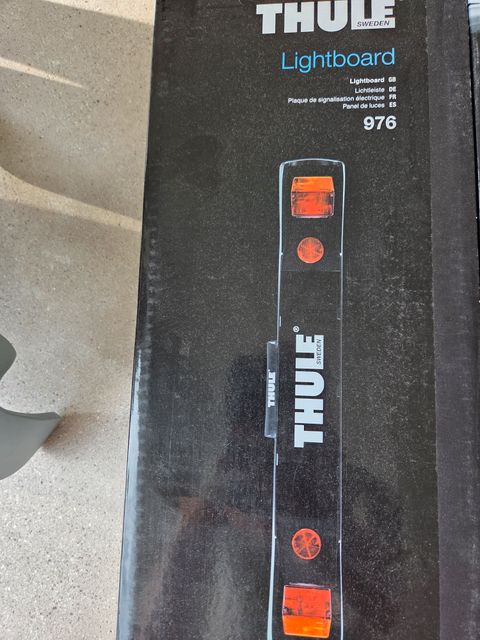 THULE
SWEDEN
Lightboard
Lightboard GB
Lichtleiste DE
Plaque de signalisation électrique FR
Panel de luces ES
976
THULE®
SWEDEN
THULE